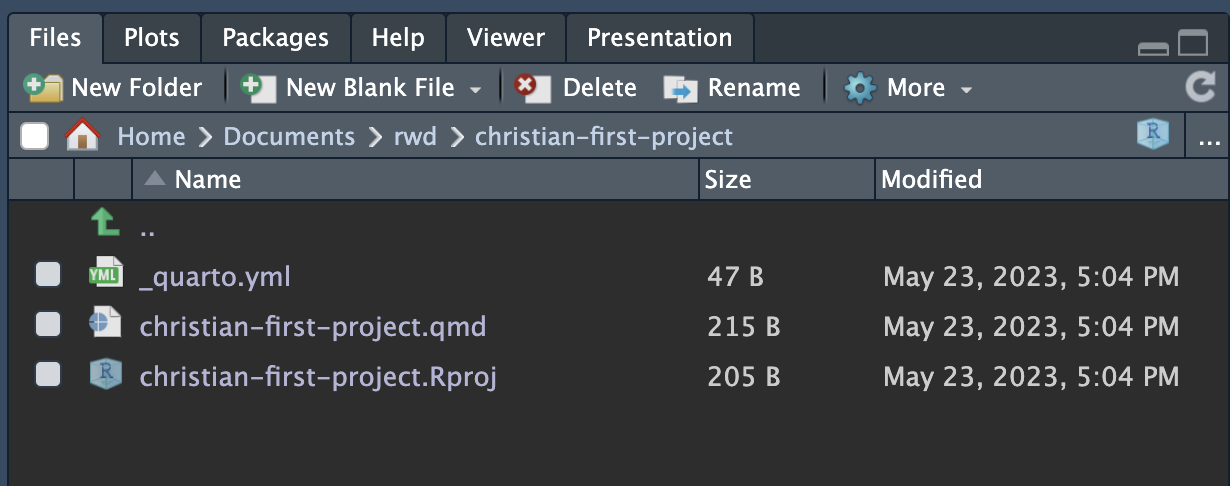 Files Plots Packages Help Viewer Presentation
New Folder New Blank File Delete Rename More
Home Documents rwd christian-first-project R ...
Name Size Modified
..
YML _quarto.yml 47 B May 23, 2023, 5:04 PM
christian-first-project.qmd 215 B May 23, 2023, 5:04 PM
R christian-first-project.Rproj 205 B May 23, 2023, 5:04 PM